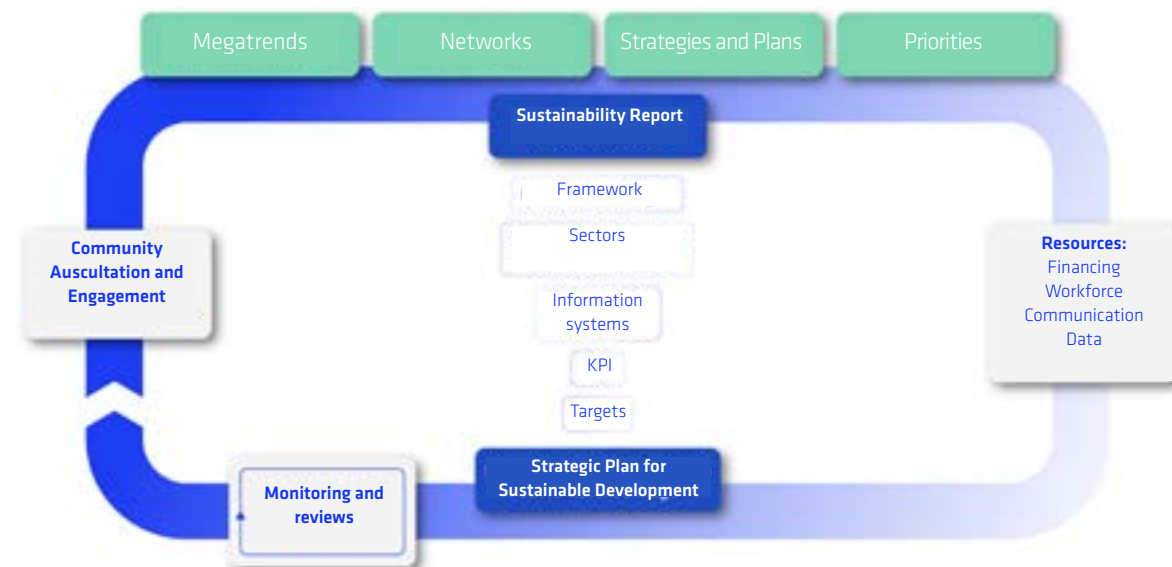 Megatrends
Networks
Strategies and Plans
Priorities
Sustainability Report
Framework
Sectors
Information
systems
KPI
Targets
Community
Auscultation and
Engagement
Resources:
Financing
Workforce
Communication
Data
Strategic Plan for
Sustainable Development
Monitoring and
reviews